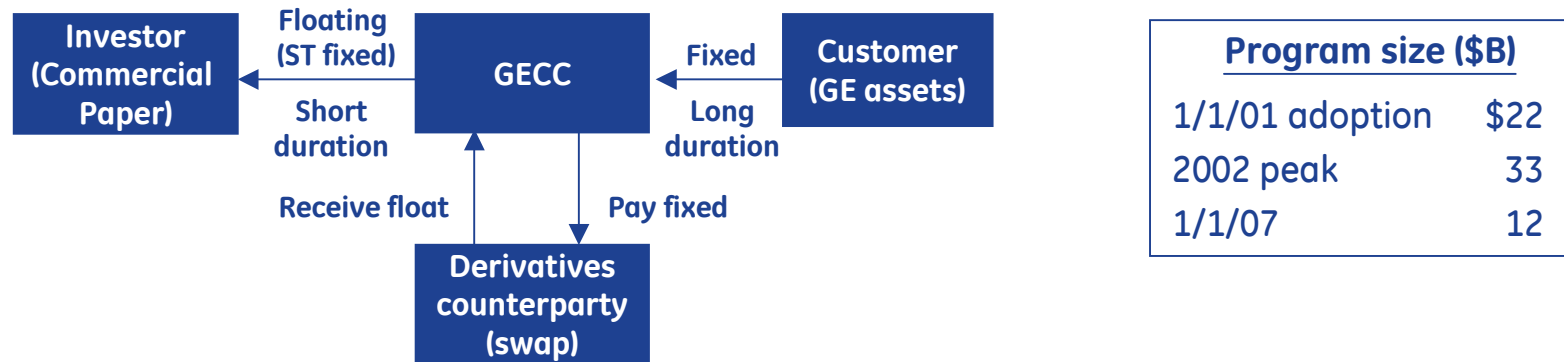 Investor
(Commercial
Paper)
Floating
(ST fixed)
Short
duration
GECC
Fixed
Long
duration
Customer
(GE assets)
Receive float
Pay fixed
Derivatives
counterparty
(swap)
Program size ($B)
1/1/01 adoption $22
2002 peak 33
1/1/07 12